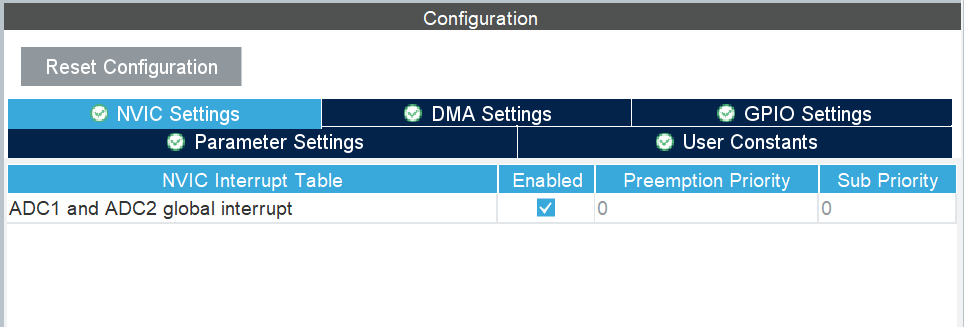 Configuration
Reset Configuration
NVIC Settings DMA Settings GPIO Settings
Parameter Settings User Constants
NVIC Interrupt Table Enabled Preemption Priority Sub Priority
ADC1 and ADC2 global interrupt 0 0